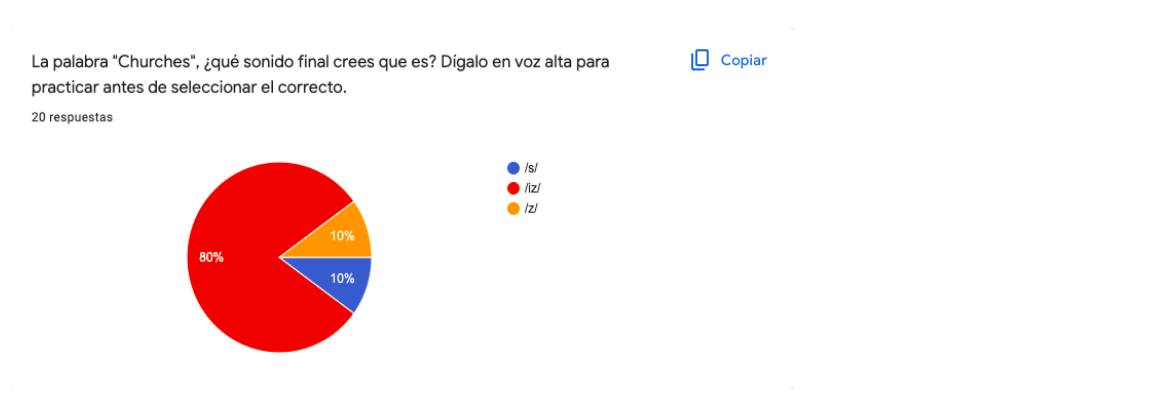 La palabra "Churches", ¿qué sonido final crees que es? Dígalo en voz alta para
practicar antes de seleccionar el correcto.
Copiar
20 respuestas
/s/
/iz/
/z/
80%
10%
10%